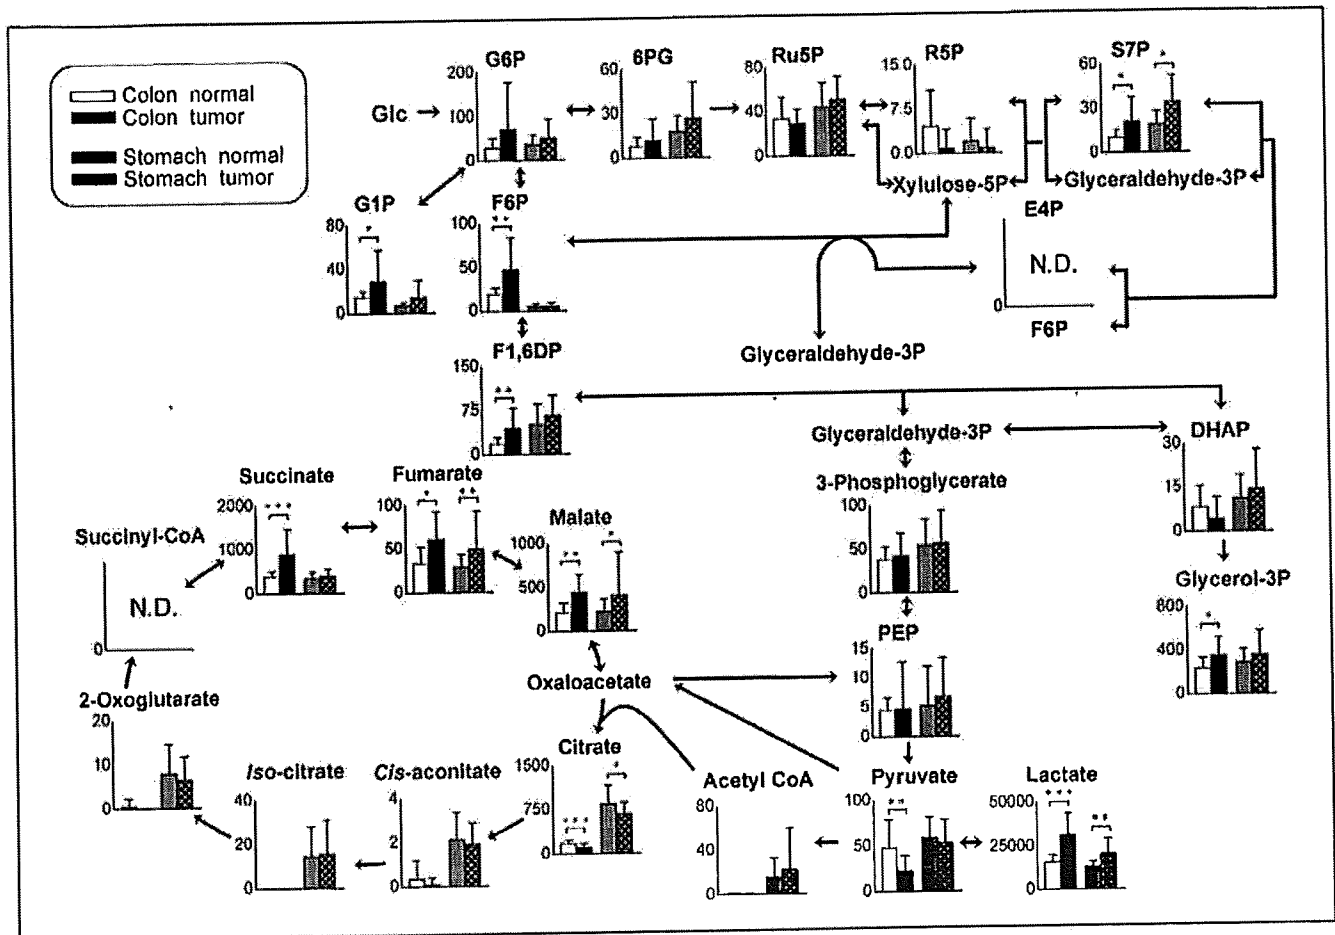 Colon normal
Colon tumor
Stomach normal
Stomach tumor
Glc
G6P
200
100
0
6PG
60
30
0
Ru5P
80
40
0
R5P
15.0
7.5
0.0
S7P
60
30
0
*
*
Xylulose-5P
Glyceraldehyde-3P
G1P
80
40
0
*
F6P
100
50
0
**
E4P
N.D.
0
F6P
Glyceraldehyde-3P
F1,6DP
150
75
0
**
Glyceraldehyde-3P
DHAP
30
15
0
Succinate
2000
1000
0
***
Fumarate
100
50
0
*
**
3-Phosphoglycerate
100
50
0
Succinyl-CoA
N.D.
0
Malate
1000
500
0
**
*
Glycerol-3P
800
400
0
*
PEP
15
10
5
0
Oxaloacetate
2-Oxoglutarate
20
10
0
Iso-citrate
40
20
0
Cis-aconitate
4
2
0
Citrate
1500
750
0
***
*
Acetyl CoA
80
40
0
Pyruvate
100
50
0
**
Lactate
50000
25000
0
***
**